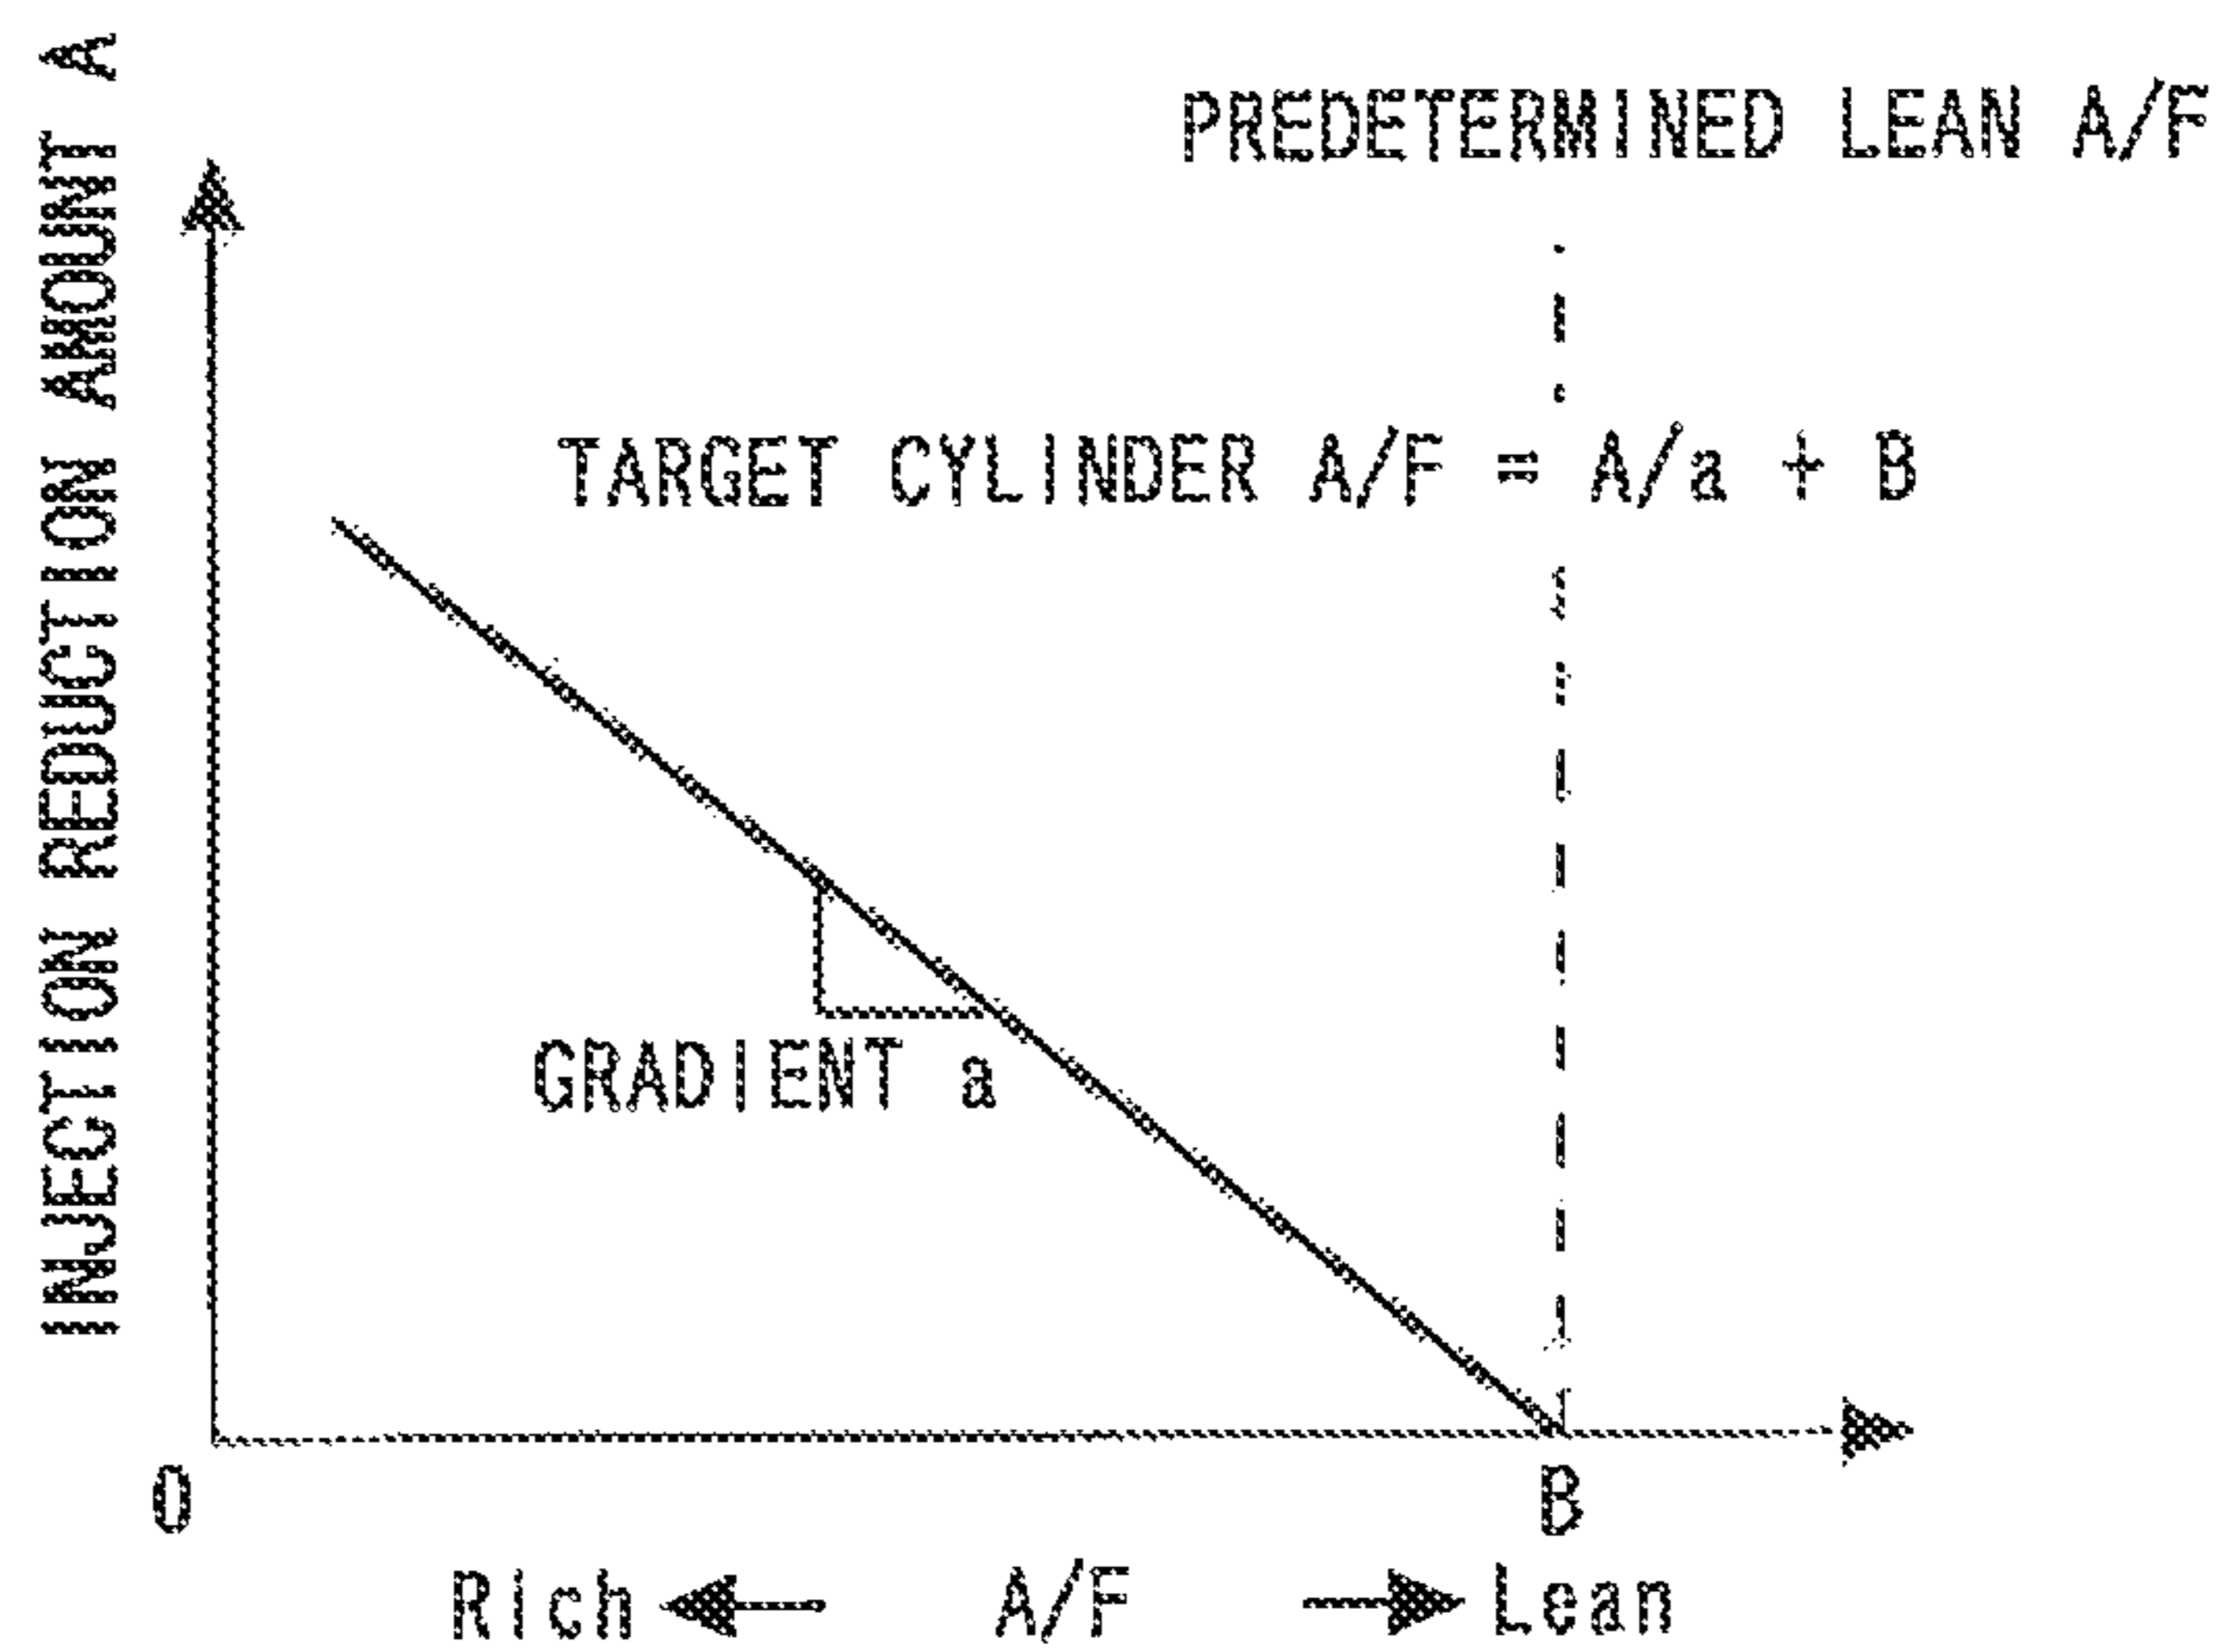 INJECTION REDUCTION AMOUNT A
PREDETERMINED LEAN A/F
TARGET CYLINDER A/F = A/a + B
GRADIENT a
0
B
Rich
A/F
Lean